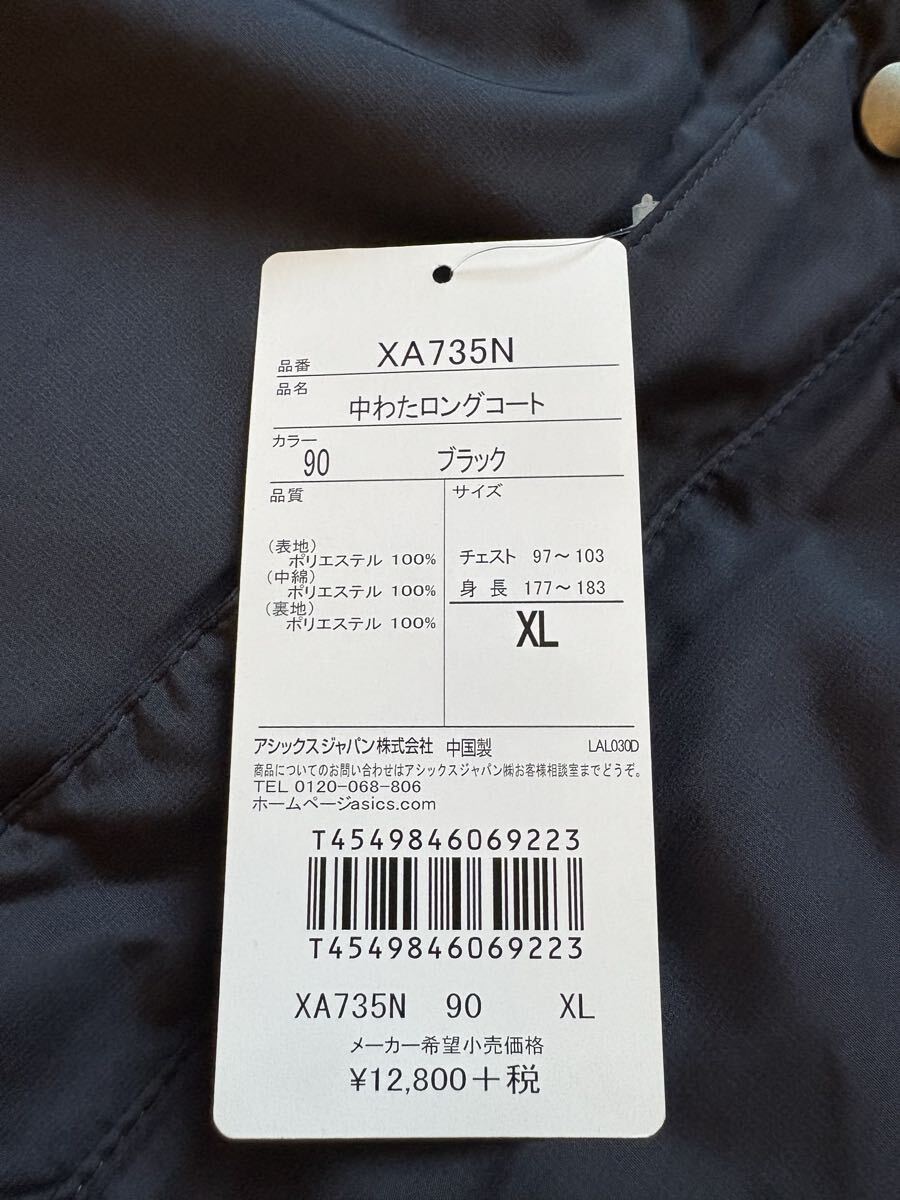 品番 XA735N
品名
中わたロングコート
カラー
90 ブラック
品質
(表地)
ポリエステル 100%
(中綿)
ポリエステル 100%
(裏地)
ポリエステル 100%
サイズ
チェスト 97〜103
身 長 177〜183
XL
アシックスジャパン株式会社 中国製 LAL030D
商品についてのお問い合わせはアシックスジャパン㈱お客様相談室までどうぞ。
TEL 0120-068-806
ホームページasics.com
T4549846069223
T4549846069223
XA735N 90 XL
メーカー希望小売価格
¥12,800+税